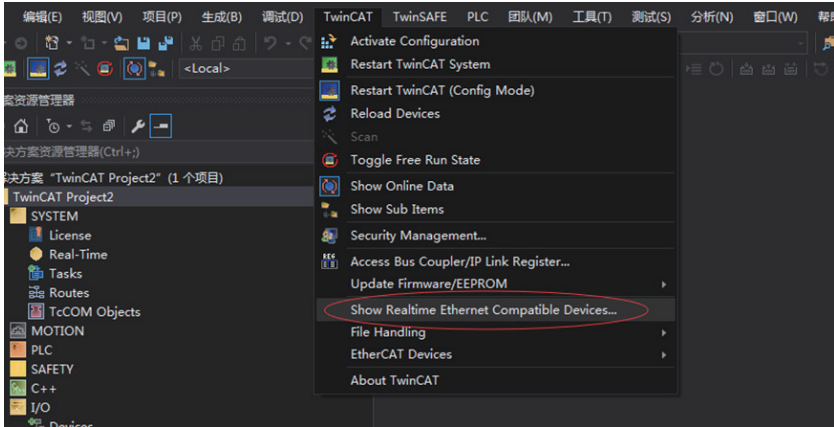 编辑(E) 视图(V) 项目(P) 生成(B) 调试(D) TwinCAT TwinSAFE PLC 团队(M) 工具(T) 测试(S) 分析(N) 窗口(W)
<Local>
Activate Configuration
Restart TwinCAT System
Restart TwinCAT (Config Mode)
Reload Devices
Scan
Toggle Free Run State
Show Online Data
Show Sub Items
Security Management...
Access Bus Coupler/IP Link Register...
Update Firmware/EEPROM
Show Realtime Ethernet Compatible Devices...
File Handling
EtherCAT Devices
About TwinCAT
案资源管理器
决方案资源管理器(Ctrl+;)
解决方案 "TwinCAT Project2" (1 个项目)
TwinCAT Project2
SYSTEM
License
Real-Time
Tasks
Routes
TcCOM Objects
MOTION
PLC
SAFETY
C++
I/O
Devices